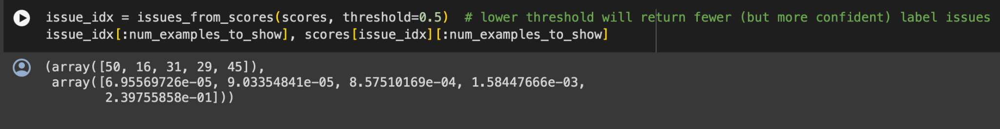 issue_idx = issues_from_scores(scores, threshold=0.5)  # lower threshold will return fewer (but more confident) label issues
issue_idx[:num_examples_to_show], scores[issue_idx][:num_examples_to_show]
(array([50, 16, 31, 29, 45]),
 array([6.95569726e-05, 9.03354841e-05, 8.57510169e-04, 1.58447666e-03,
        2.39755858e-01]))